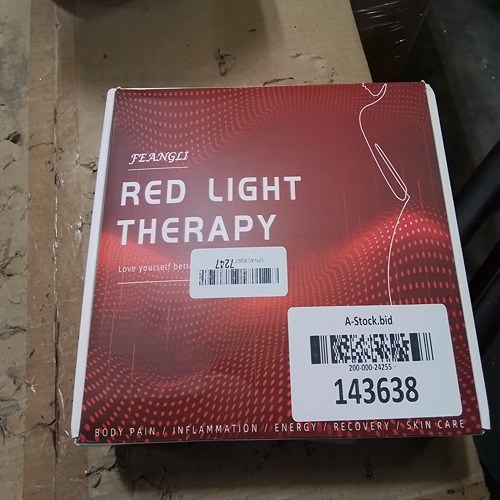 FEANGLI
RED LIGHT
THERAPY
Love yourself bette
7247
A-Stock.bid
200-000-24255 -
143638
BODY PAIN / INFLAMMATION / ENERGY / RECOVERY / SKIN CARE